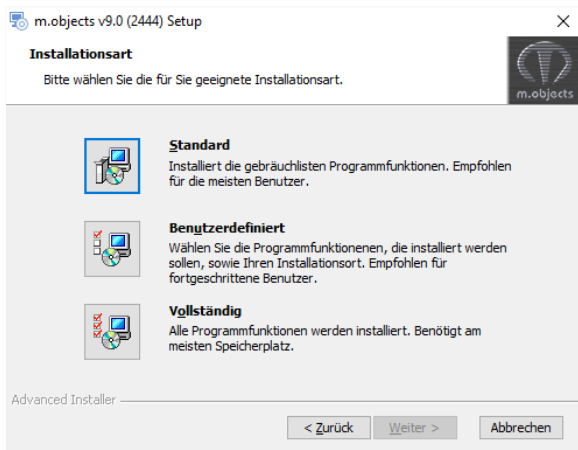 m.objects v9.0 (2444) Setup
Installationsart
Bitte wählen Sie die für Sie geeignete Installationsart.
m.objects
Standard
Installiert die gebräuchlisten Programmfunktionen. Empfohlen
für die meisten Benutzer.
Benutzerdefiniert
Wählen Sie die Programmfunktionenen, die installiert werden
sollen, sowie Ihren Installationsort. Empfohlen für
fortgeschrittene Benutzer.
Vollständig
Alle Programmfunktionen werden installiert. Benötigt am
meisten Speicherplatz.
Advanced Installer
< Zurück Weiter > Abbrechen